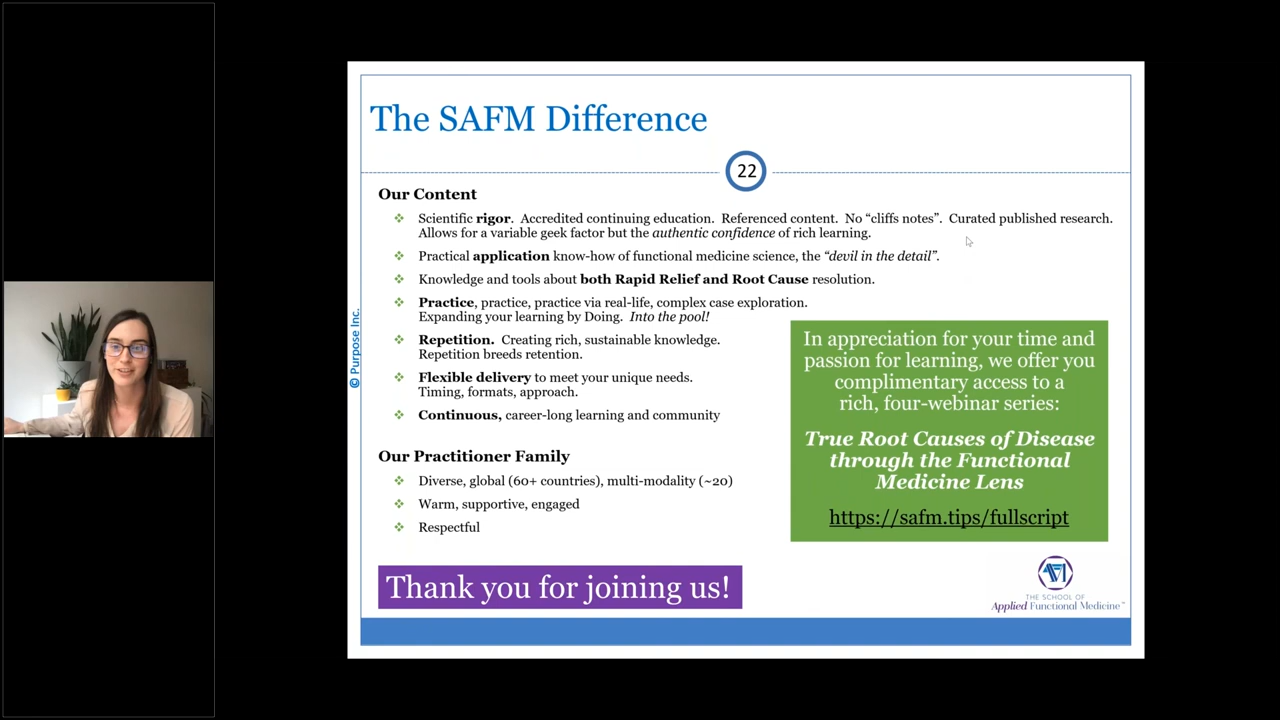 The SAFM Difference
22
Our Content
Scientific rigor. Accredited continuing education. Referenced content. No “cliffs notes”. Curated published research.
Allows for a variable geek factor but the authentic confidence of rich learning.
Practical application know-how of functional medicine science, the “devil in the detail”.
Knowledge and tools about both Rapid Relief and Root Cause resolution.
Practice, practice, practice via real-life, complex case exploration.
Expanding your learning by Doing. Into the pool!
Repetition. Creating rich, sustainable knowledge.
Repetition breeds retention.
Flexible delivery to meet your unique needs.
Timing, formats, approach.
Continuous, career-long learning and community
Our Practitioner Family
Diverse, global (60+ countries), multi-modality (~20)
Warm, supportive, engaged
Respectful
Thank you for joining us!
© Purpose Inc.
In appreciation for your time and
passion for learning, we offer you
complimentary access to a
rich, four-webinar series:
True Root Causes of Disease
through the Functional
Medicine Lens
https://safm.tips/fullscript
THE SCHOOL OF
Applied Functional Medicine™